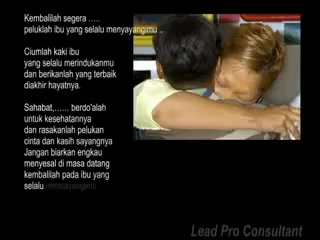 Kembalilah segera .....
peluklah ibu yang selalu menyayangimu ..
Ciumlah kaki ibu
yang selalu merindukanmu
dan berikanlah yang terbaik
diakhir hayatnya.
Sahabat,...... berdo'alah
untuk kesehatannya
dan rasakanlah pelukan
cinta dan kasih sayangnya
Jangan biarkan engkau
menyesal di masa datang
kembalilah pada ibu yang
selalu menyayangimu
Lead Pro Consultant